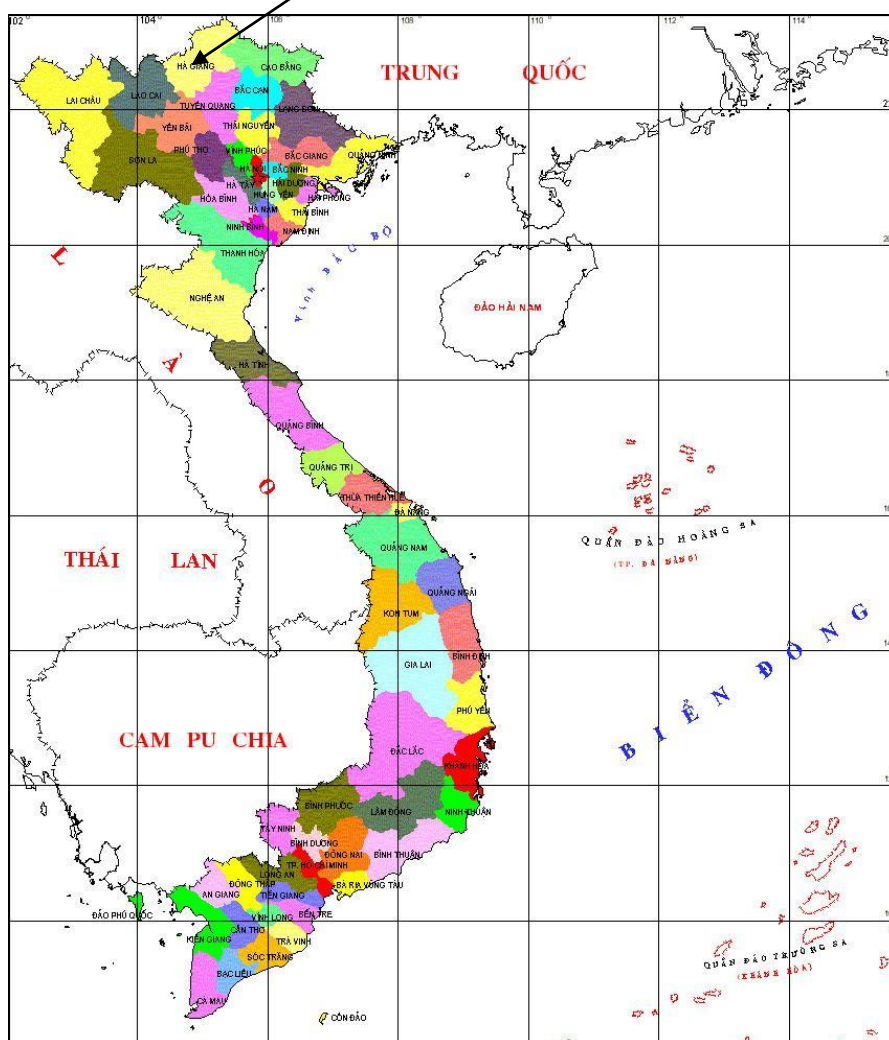 102
104
106
108
110
112
114
HÀ GIANG
CAO BẰNG
TRUNG QUỐC
LAI CHÂU
LAO CAI
BẮC CẠN
TUYÊN QUANG
LẠNG SƠN
YÊN BÁI
THÁI NGUYÊN
PHÚ THỌ
VĨNH PHÚC
BẮC GIANG
QUẢNG NINH
SƠN LA
HÀ NỘI
BẮC NINH
HÀ TÂY
HẢI DƯƠNG
HƯNG YÊN
HẢI PHÒNG
HÒA BÌNH
HÀ NAM
THÁI BÌNH
NINH BÌNH
NAM ĐỊNH
20
THANH HÓA
Vịnh BẮC BỘ
NGHỆ AN
ĐẢO HẢI NAM
LÀO
HÀ TĨNH
QUẢNG BÌNH
QUẢNG TRỊ
THỪA THIÊN HUẾ
ĐÀ NẴNG
QUẦN ĐẢO HOÀNG SA
(TP. ĐÀ NẴNG)
THÁI LAN
QUẢNG NAM
QUẢNG NGÃI
KON TUM
BIỂN ĐÔNG
GIA LAI
BÌNH ĐỊNH
PHÚ YÊN
CAM PU CHIA
ĐẮC LẮC
KHÁNH HÒA
BÌNH PHƯỚC
LÂM ĐỒNG
NINH THUẬN
TÂY NINH
BÌNH DƯƠNG
ĐỒNG NAI
BÌNH THUẬN
TP. HỒ CHÍ MINH
LONG AN
ĐỒNG THÁP
BÀ RỊA VŨNG TÀU
AN GIANG
TIỀN GIANG
ĐẢO PHÚ QUỐC
VĨNH LONG
BẾN TRE
CẦN THƠ
KIÊN GIANG
TRÀ VINH
SÓC TRĂNG
BẠC LIÊU
CÀ MAU
CÔN ĐẢO
QUẦN ĐẢO TRƯỜNG SA
(KHÁNH HÒA)